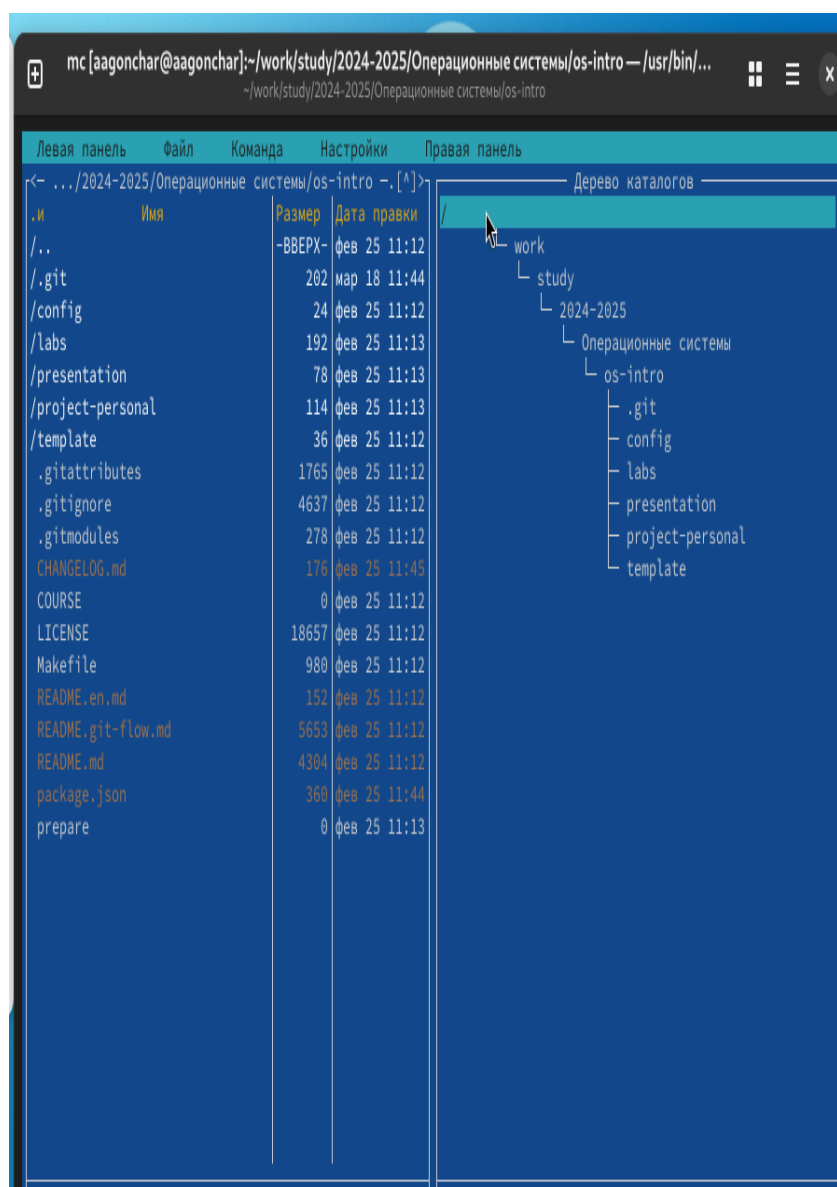 mc [aagonchar@aagonchar]:~/work/study/2024-2025/Операционные системы/os-intro — /usr/bin/...
~/work/study/2024-2025/Операционные системы/os-intro
Левая панель Файл Команда Настройки Правая панель
<— .../2024-2025/Операционные системы/os-intro —.[^]>
.и Имя Размер Дата правки
/.. -ВВЕРХ- фев 25 11:12
/.git 202 мар 18 11:44
/config 24 фев 25 11:12
/labs 192 фев 25 11:13
/presentation 78 фев 25 11:13
/project-personal 114 фев 25 11:13
/template 36 фев 25 11:12
.gitattributes 1765 фев 25 11:12
.gitignore 4637 фев 25 11:12
.gitmodules 278 фев 25 11:12
CHANGELOG.md 176 фев 25 11:45
COURSE 0 фев 25 11:12
LICENSE 18657 фев 25 11:12
Makefile 980 фев 25 11:12
README.en.md 152 фев 25 11:12
README.git-flow.md 5653 фев 25 11:12
README.md 4304 фев 25 11:12
package.json 360 фев 25 11:44
prepare 0 фев 25 11:13
Дерево каталогов
/
work
study
2024-2025
Операционные системы
os-intro
.git
config
labs
presentation
project-personal
template